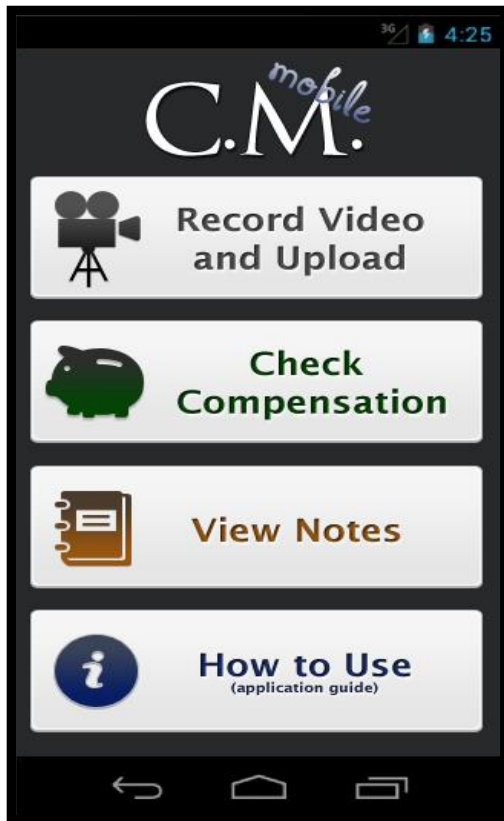 3G 4:25
mobile
C.M.
Record Video
and Upload
Check
Compensation
View Notes
i
How to Use
(application guide)